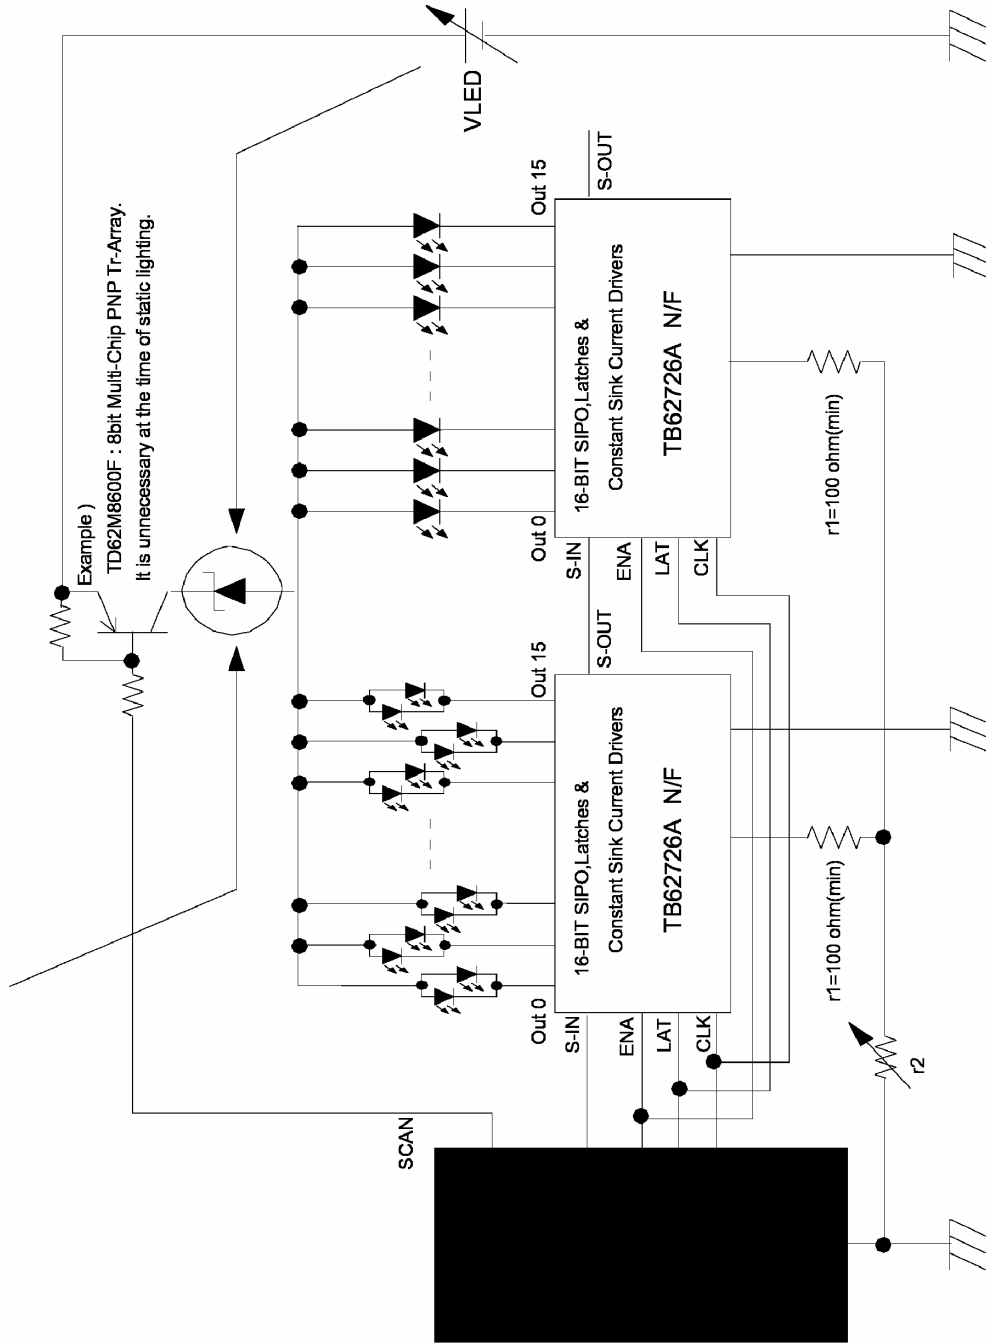 Example )
TD62M8600F : 8bit Multi-Chip PNP Tr-Array.
It is unnecessary at the time of static lighting.
VLED
SCAN
Out 0
Out 15
S-IN
ENA
LAT
CLK
S-OUT
16-BIT SIPO,Latches &
Constant Sink Current Drivers
TB62726A N/F
Out 0
Out 15
S-IN
ENA
LAT
CLK
S-OUT
16-BIT SIPO,Latches &
Constant Sink Current Drivers
TB62726A N/F
r1=100 ohm(min)
r1=100 ohm(min)
r2